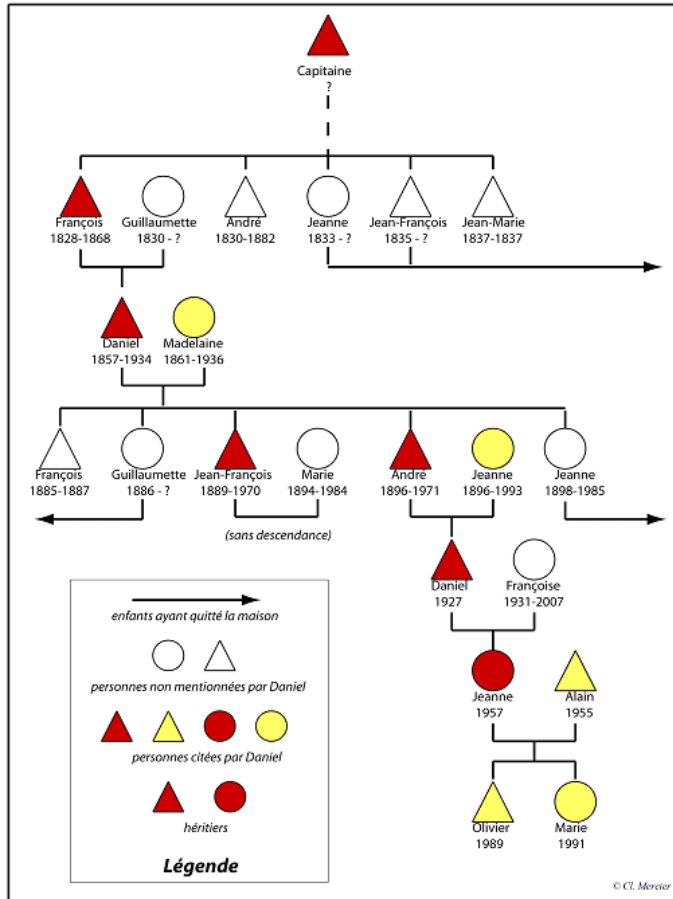 Capitaine
?
François Guillaumette André Jeanne Jean-François Jean-Marie
1828-1868 1830 - ? 1830-1882 1833 - ? 1835 - ? 1837-1837
Daniel Madelaine
1857-1934 1861-1936
François Guillaumette Jean-François Marie André Jeanne Jeanne
1885-1887 1886 - ? 1889-1970 1894-1984 1896-1971 1896-1993 1898-1985
(sans descendance)
Daniel Françoise
1927 1931-2007
Jeanne Alain
1957 1955
Olivier Marie
1989 1991
enfants ayant quitté la maison
personnes non mentionnées par Daniel
personnes citées par Daniel
héritiers
Légende
© Cl. Mercier